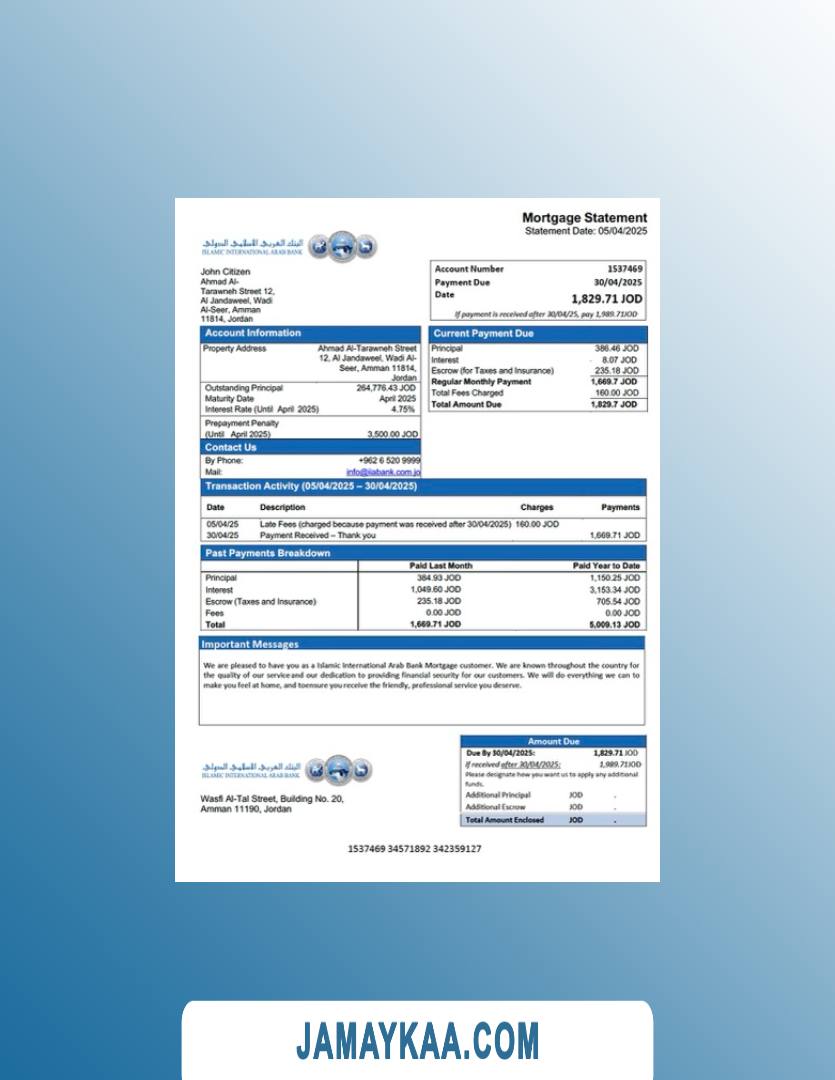 Mortgage Statement
Statement Date: 05/04/2025
البنك العربي الاسلامي الدولي
ISLAMIC INTERNATIONAL ARAB BANK
John Citizen
Ahmad Al-
Tarawneh Street 12,
Al Jandaweel, Wadi
Al-Seer, Amman
11814, Jordan
Account Number 1537469
Payment Due 30/04/2025
Date 1,829.71 JOD
If payment is received after 30/04/25, pay 1,989.71JOD
Account Information
Property Address Ahmad Al-Tarawneh Street
12, Al Jandaweel, Wadi Al-
Seer, Amman 11814,
Jordan
Outstanding Principal 264,776.43 JOD
Maturity Date April 2025
Interest Rate (Until April 2025) 4.75%
Prepayment Penalty
(Until April 2025) 3,500.00 JOD
Contact Us
By Phone: +962 6 520 9999
Mail: info@iiabank.com.jo
Current Payment Due
Principal 386.46 JOD
Interest 8.07 JOD
Escrow (for Taxes and Insurance) 235.18 JOD
Regular Monthly Payment 1,669.7 JOD
Total Fees Charged 160.00 JOD
Total Amount Due 1,829.7 JOD
Transaction Activity (05/04/2025 – 30/04/2025)
Date Description Charges Payments
05/04/25 Late Fees (charged because payment was received after 30/04/2025) 160.00 JOD
30/04/25 Payment Received – Thank you 1,669.71 JOD
Past Payments Breakdown
Paid Last Month Paid Year to Date
Principal 384.93 JOD 1,150.25 JOD
Interest 1,049.60 JOD 3,153.34 JOD
Escrow (Taxes and Insurance) 235.18 JOD 705.54 JOD
Fees 0.00 JOD 0.00 JOD
Total 1,669.71 JOD 5,009.13 JOD
Important Messages
We are pleased to have you as a Islamic International Arab Bank Mortgage customer. We are known throughout the country for
the quality of our service and our dedication to providing financial security for our customers. We will do everything we can to
make you feel at home, and toensure you receive the friendly, professional service you deserve.
البنك العربي الاسلامي الدولي
ISLAMIC INTERNATIONAL ARAB BANK
Wasfi Al-Tal Street, Building No. 20,
Amman 11190, Jordan
Amount Due
Due By 30/04/2025: 1,829.71 JOD
If received after 30/04/2025: 1,989.71JOD
Please designate how you want us to apply any additional
funds.
Additional Principal JOD .
Additional Escrow JOD .
Total Amount Enclosed JOD .
1537469 34571892 342359127
JAMAYKAA.COM